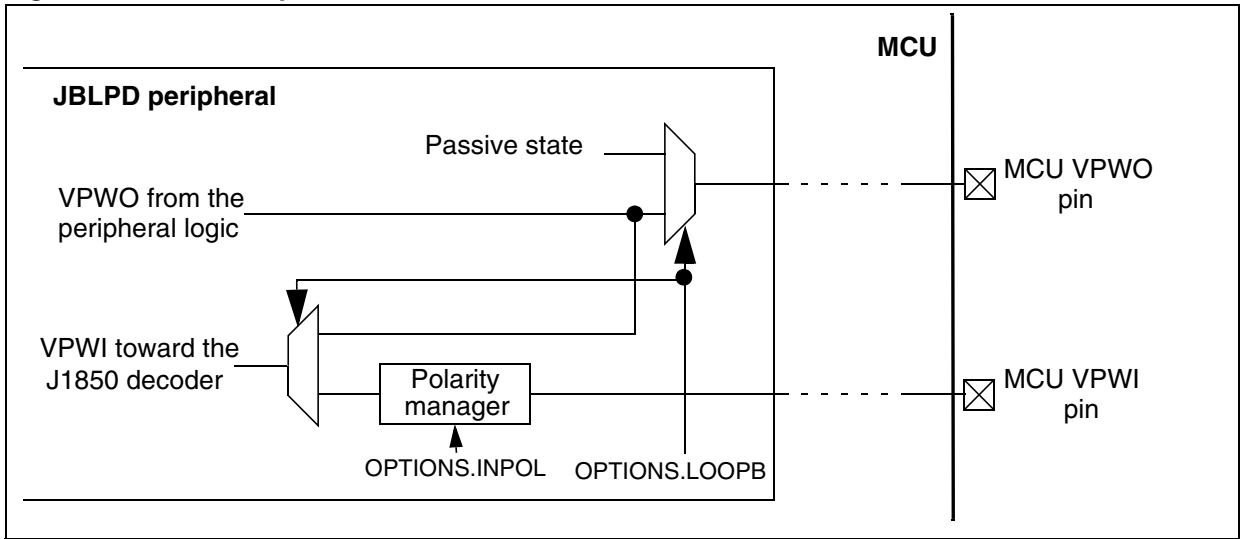 MCU
JBLPD peripheral
Passive state
VPWO from the
peripheral logic
MCU VPWO
pin
VPWI toward the
J1850 decoder
Polarity
manager
MCU VPWI
pin
OPTIONS.INPOL
OPTIONS.LOOPB